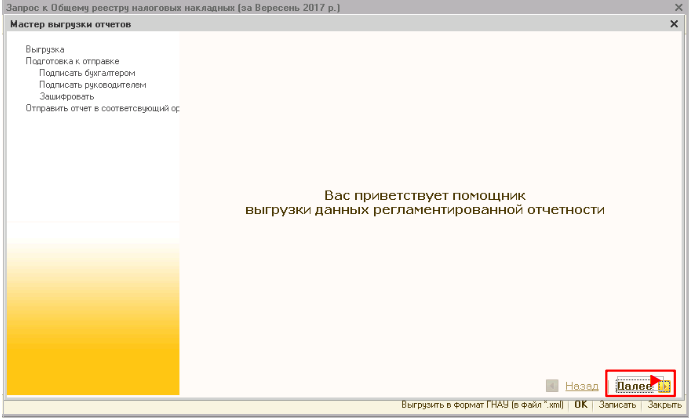 Запрос к Общему реестру налоговых накладных (за Вересень 2017 р.)
Мастер выгрузки отчетов
Выгрузка
Подготовка к отправке
Подписать бухгалтером
Подписать руководителем
Зашифровать
Отправить отчет в соответсвующий ор
Вас приветствует помощник
выгрузки данных регламентированной отчетности
Назад Далее
Выгрузить в формат ГНАУ (в файл *.xml) OK Записать Закрыть